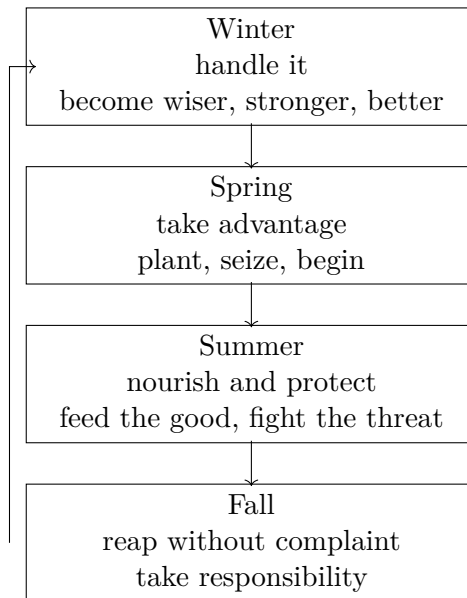 Winter
handle it
become wiser, stronger, better
Spring
take advantage
plant, seize, begin
Summer
nourish and protect
feed the good, fight the threat
Fall
reap without complaint
take responsibility